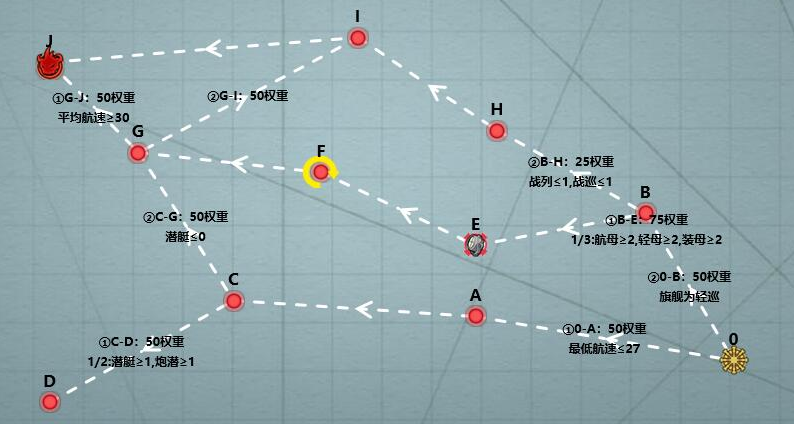 I
J
①G-J：50权重
平均航速≥30
②G-I：50权重
H
G
F
②B-H：25权重
战列≤1,战巡≤1
B
①B-E：75权重
1/3:航母≥2,轻母≥2,装母≥2
②C-G：50权重
潜艇≤0
E
C
A
②0-B：50权重
旗舰为轻巡
①0-A：50权重
最低航速≤27
0
①C-D：50权重
1/2:潜艇≥1,炮潜≥1
D